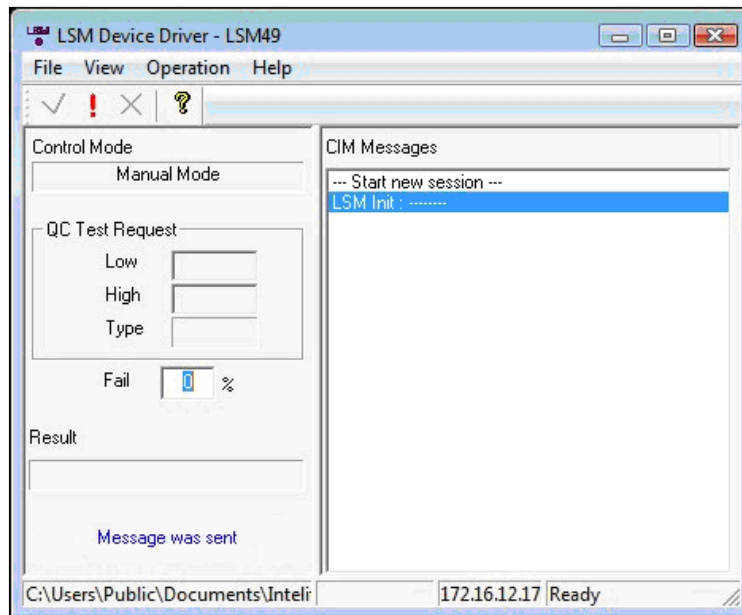 LSM Device Driver - LSM49
File View Operation Help
Control Mode
Manual Mode
QC Test Request
Low
High
Type
Fail 0 %
Result
Message was sent
CIM Messages
--- Start new session ---
LSM Init : --------
C:\Users\Public\Documents\Inteli 172.16.12.17 Ready